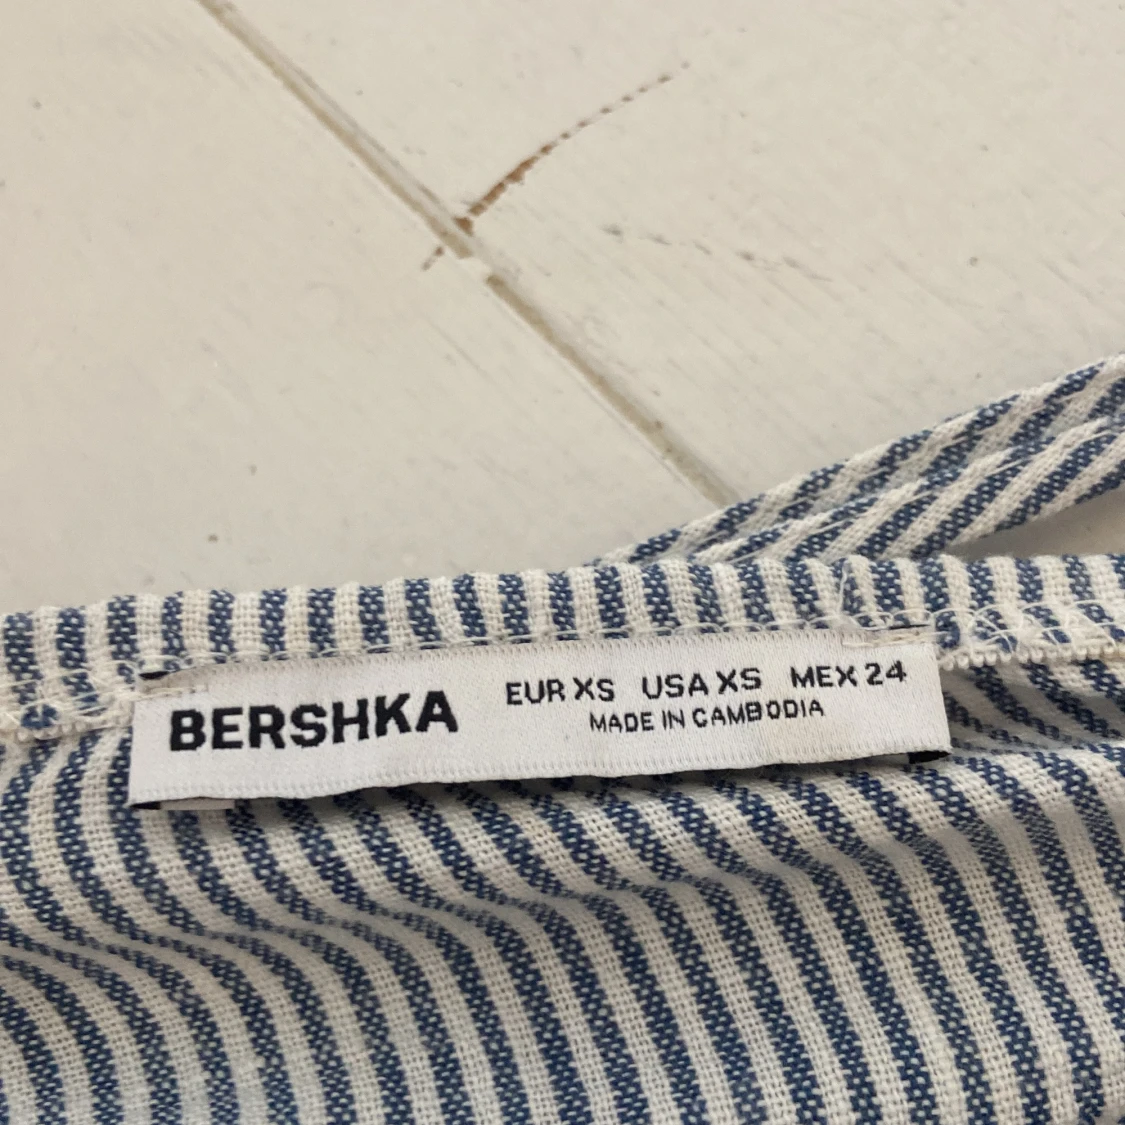 BERSHKA
EUR XS USA XS MEX 24
MADE IN CAMBODIA